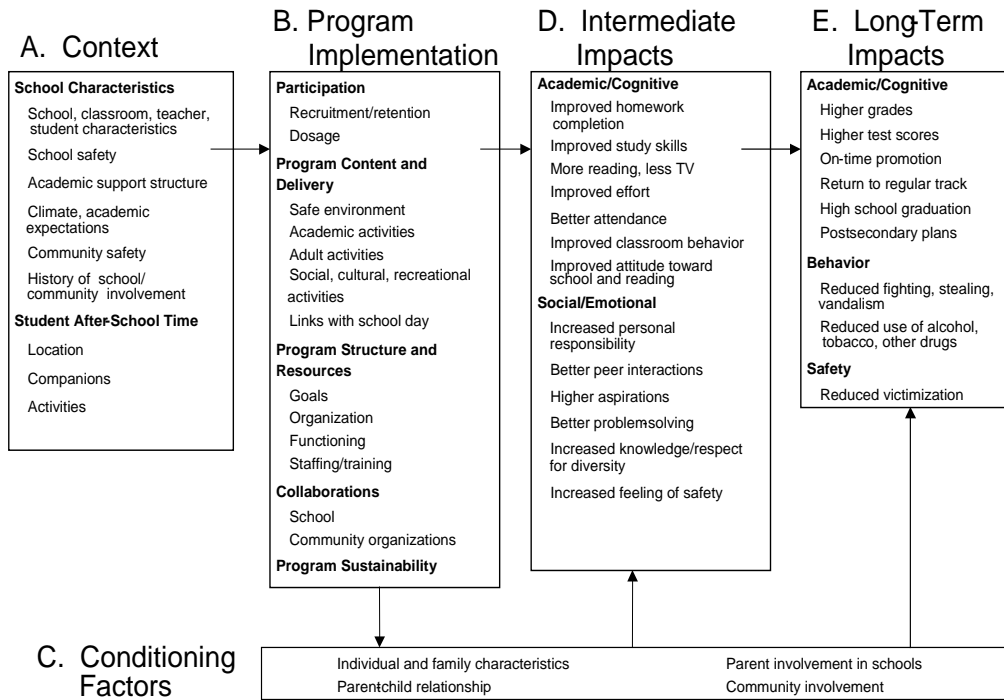 A. Context
School Characteristics
School, classroom, teacher,
student characteristics
School safety
Academic support structure
Climate, academic
expectations
Community safety
History of school/
community involvement
Student After-School Time
Location
Companions
Activities
B. Program
Implementation
Participation
Recruitment/retention
Dosage
Program Content and
Delivery
Safe environment
Academic activities
Adult activities
Social, cultural, recreational
activities
Links with school day
Program Structure and
Resources
Goals
Organization
Functioning
Staffing/training
Collaborations
School
Community organizations
Program Sustainability
D. Intermediate
Impacts
Academic/Cognitive
Improved homework
completion
Improved study skills
More reading, less TV
Improved effort
Better attendance
Improved classroom behavior
Improved attitude toward
school and reading
Social/Emotional
Increased personal
responsibility
Better peer interactions
Higher aspirations
Better problem-solving
Increased knowledge/respect
for diversity
Increased feeling of safety
E. Long-Term
Impacts
Academic/Cognitive
Higher grades
Higher test scores
On-time promotion
Return to regular track
High school graduation
Postsecondary plans
Behavior
Reduced fighting, stealing,
vandalism
Reduced use of alcohol,
tobacco, other drugs
Safety
Reduced victimization
C. Conditioning
Factors
Individual and family characteristics
Parent-child relationship
Parent involvement in schools
Community involvement